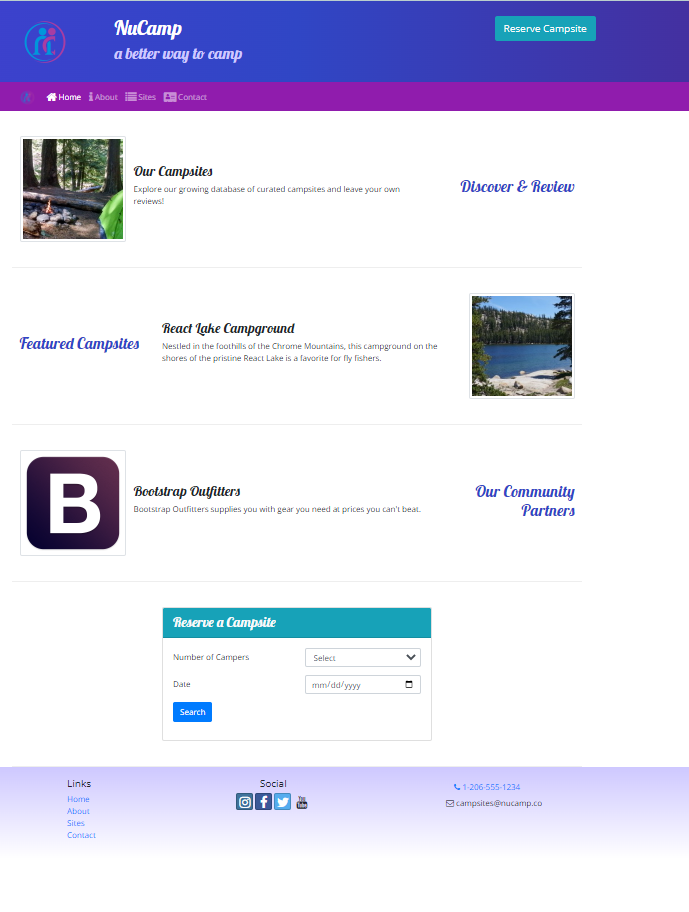 NuCamp
a better way to camp
Reserve Campsite
Home About Sites Contact
Our Campsites
Explore our growing database of curated campsites and leave your own
reviews!
Discover & Review
Featured Campsites
React Lake Campground
Nestled in the foothills of the Chrome Mountains, this campground on the
shores of the pristine React Lake is a favorite for fly fishers.
B
Bootstrap Outfitters
Bootstrap Outfitters supplies you with gear you need at prices you can't beat.
Our Community
Partners
Reserve a Campsite
Number of Campers
Select
Date
mm/dd/yyyy
Search
Links
Home
About
Sites
Contact
Social
You
Tube
1-206-555-1234
campsites@nucamp.co